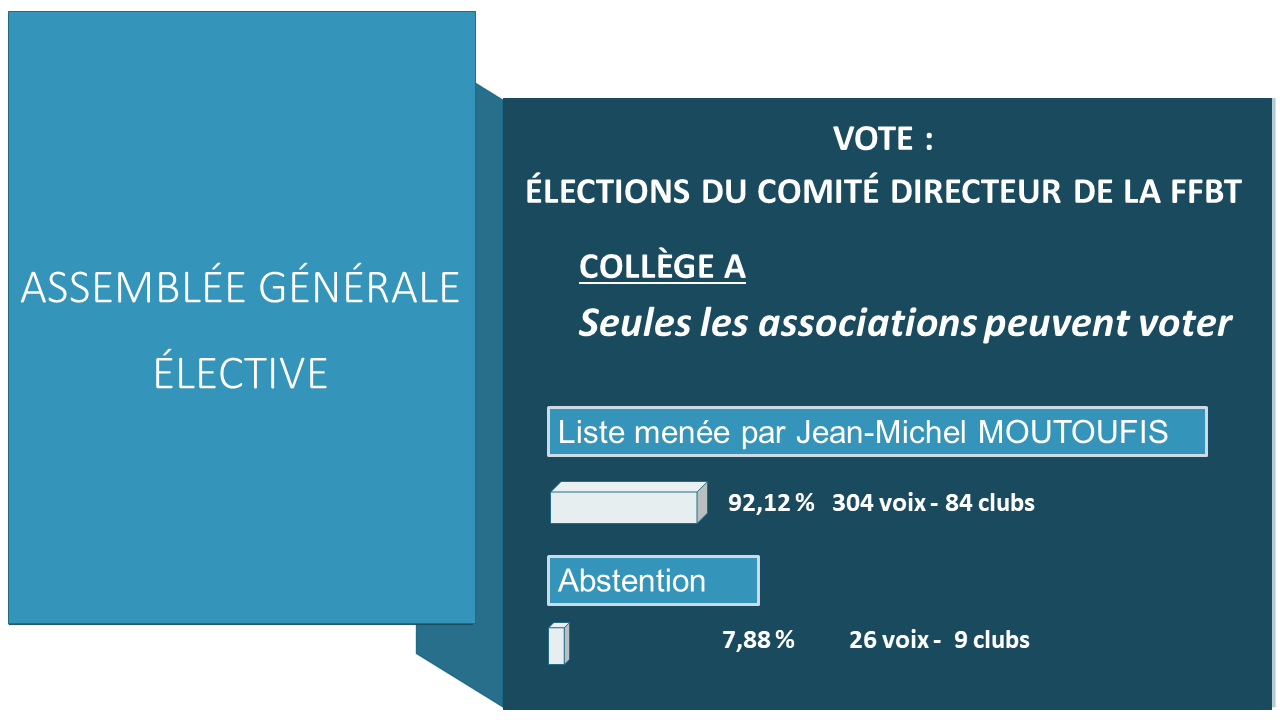 ASSEMBLÉE GÉNÉRALE
ÉLECTIVE
VOTE :
ÉLECTIONS DU COMITÉ DIRECTEUR DE LA FFBT
COLLÈGE A
Seules les associations peuvent voter
Liste menée par Jean-Michel MOUTOUFIS
92,12 % 304 voix - 84 clubs
Abstention
7,88 % 26 voix - 9 clubs